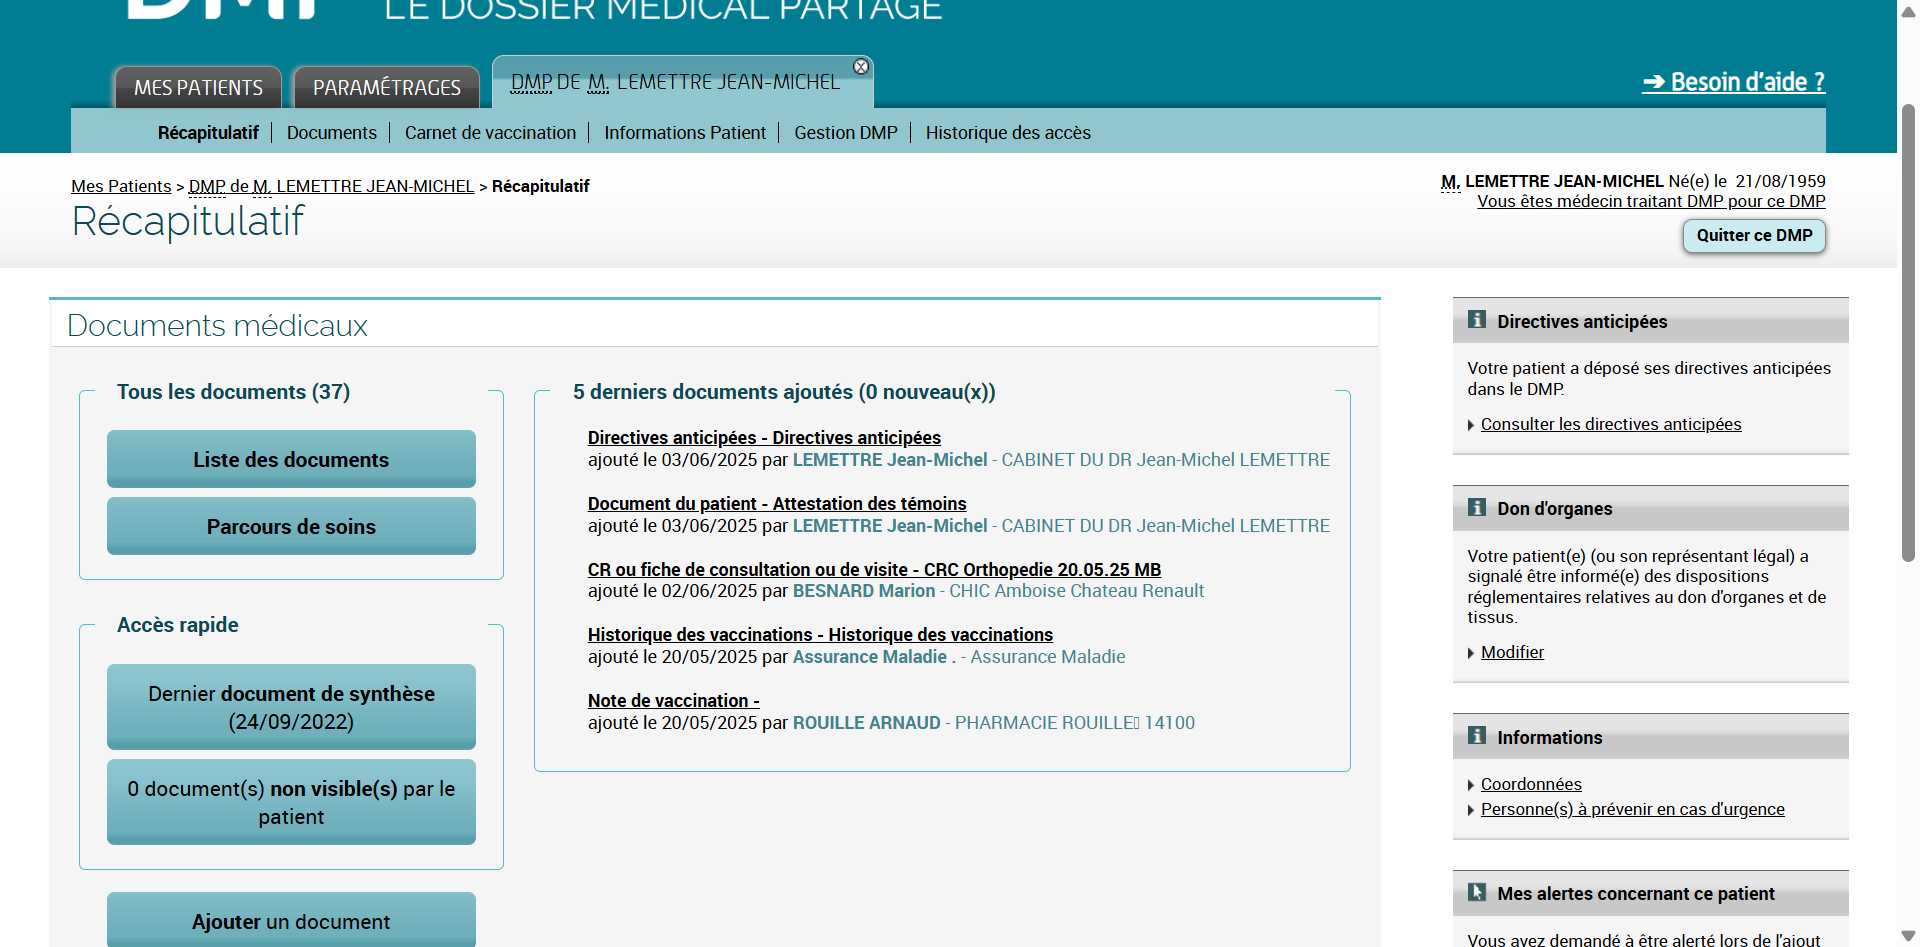 DMP
LE DOSSIER MÉDICAL PARTAGÉ
MES PATIENTS
PARAMÉTRAGES
DMP DE M. LEMETTRE JEAN-MICHEL
➔ Besoin d'aide ?
Récapitulatif
Documents
Carnet de vaccination
Informations Patient
Gestion DMP
Historique des accès
Mes Patients > DMP de M. LEMETTRE JEAN-MICHEL > Récapitulatif
M. LEMETTRE JEAN-MICHEL Né(e) le 21/08/1959
Vous êtes médecin traitant DMP pour ce DMP
Récapitulatif
Quitter ce DMP
Documents médicaux
Tous les documents (37)
Liste des documents
Parcours de soins
Accès rapide
Dernier document de synthèse
(24/09/2022)
0 document(s) non visible(s) par le
patient
Ajouter un document
5 derniers documents ajoutés (0 nouveau(x))
Directives anticipées - Directives anticipées
ajouté le 03/06/2025 par LEMETTRE Jean-Michel - CABINET DU DR Jean-Michel LEMETTRE
Document du patient - Attestation des témoins
ajouté le 03/06/2025 par LEMETTRE Jean-Michel - CABINET DU DR Jean-Michel LEMETTRE
CR ou fiche de consultation ou de visite - CRC Orthopedie 20.05.25 MB
ajouté le 02/06/2025 par BESNARD Marion - CHIC Amboise Chateau Renault
Historique des vaccinations - Historique des vaccinations
ajouté le 20/05/2025 par Assurance Maladie . - Assurance Maladie
Note de vaccination -
ajouté le 20/05/2025 par ROUILLE ARNAUD - PHARMACIE ROUILLE▯ 14100
Directives anticipées
Votre patient a déposé ses directives anticipées
dans le DMP.
Consulter les directives anticipées
Don d'organes
Votre patient(e) (ou son représentant légal) a
signalé être informé(e) des dispositions
réglementaires relatives au don d'organes et de
tissus.
Modifier
Informations
Coordonnées
Personne(s) à prévenir en cas d'urgence
Mes alertes concernant ce patient
Vous avez demandé à être alerté lors de l'ajout